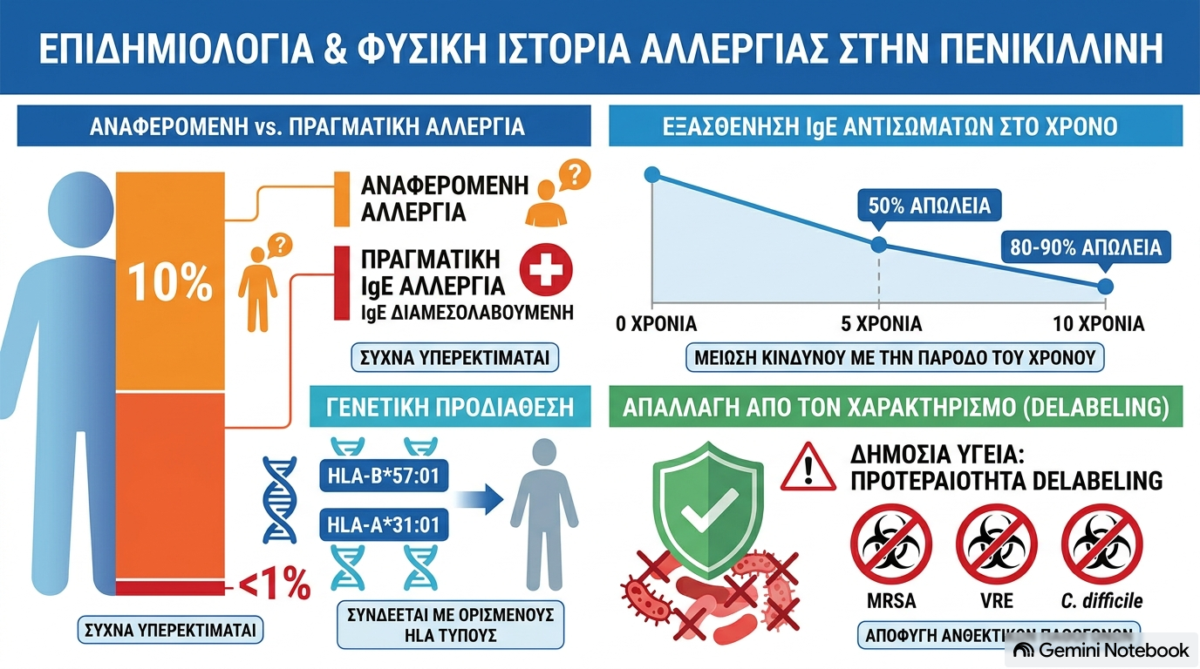 ΕΠΙΔΗΜΙΟΛΟΓΙΑ & ΦΥΣΙΚΗ ΙΣΤΟΡΙΑ ΑΛΛΕΡΓΙΑΣ ΣΤΗΝ ΠΕΝΙΚΙΛΛΙΝΗ
ΑΝΑΦΕΡΟΜΕΝΗ vs. ΠΡΑΓΜΑΤΙΚΗ ΑΛΛΕΡΓΙΑ
10%
?
ΑΝΑΦΕΡΟΜΕΝΗ
ΑΛΛΕΡΓΙΑ
?
ΠΡΑΓΜΑΤΙΚΗ
IgE ΑΛΛΕΡΓΙΑ
IgE ΔΙΑΜΕΣΟΛΑΒΟΥΜΕΝΗ
ΣΥΧΝΑ ΥΠΕΡΕΚΤΙΜΑΤΑΙ
<1%
ΣΥΧΝΑ ΥΠΕΡΕΚΤΙΜΑΤΑΙ
ΓΕΝΕΤΙΚΗ ΠΡΟΔΙΑΘΕΣΗ
HLA-B*57:01
HLA-A*31:01
ΣΥΝΔΕΕΤΑΙ ΜΕ ΟΡΙΣΜΕΝΟΥΣ
HLA ΤΥΠΟΥΣ
ΕΞΑΣΘΕΝΗΣΗ IgE ΑΝΤΙΣΩΜΑΤΩΝ ΣΤΟ ΧΡΟΝΟ
50% ΑΠΩΛΕΙΑ
80-90% ΑΠΩΛΕΙΑ
0 ΧΡΟΝΙΑ
5 ΧΡΟΝΙΑ
10 ΧΡΟΝΙΑ
ΜΕΙΩΣΗ ΚΙΝΔΥΝΟΥ ΜΕ ΤΗΝ ΠΑΡΟΔΟ ΤΟΥ ΧΡΟΝΟΥ
ΑΠΑΛΛΑΓΗ ΑΠΟ ΤΟΝ ΧΑΡΑΚΤΗΡΙΣΜΟ (DELABELING)
ΔΗΜΟΣΙΑ ΥΓΕΙΑ:
ΠΡΟΤΕΡΑΙΟΤΗΤΑ DELABELING
MRSA
VRE
C. difficile
ΑΠΟΦΥΓΗ ΑΝΘΕΚΤΙΚΩΝ
Gemini Notebook